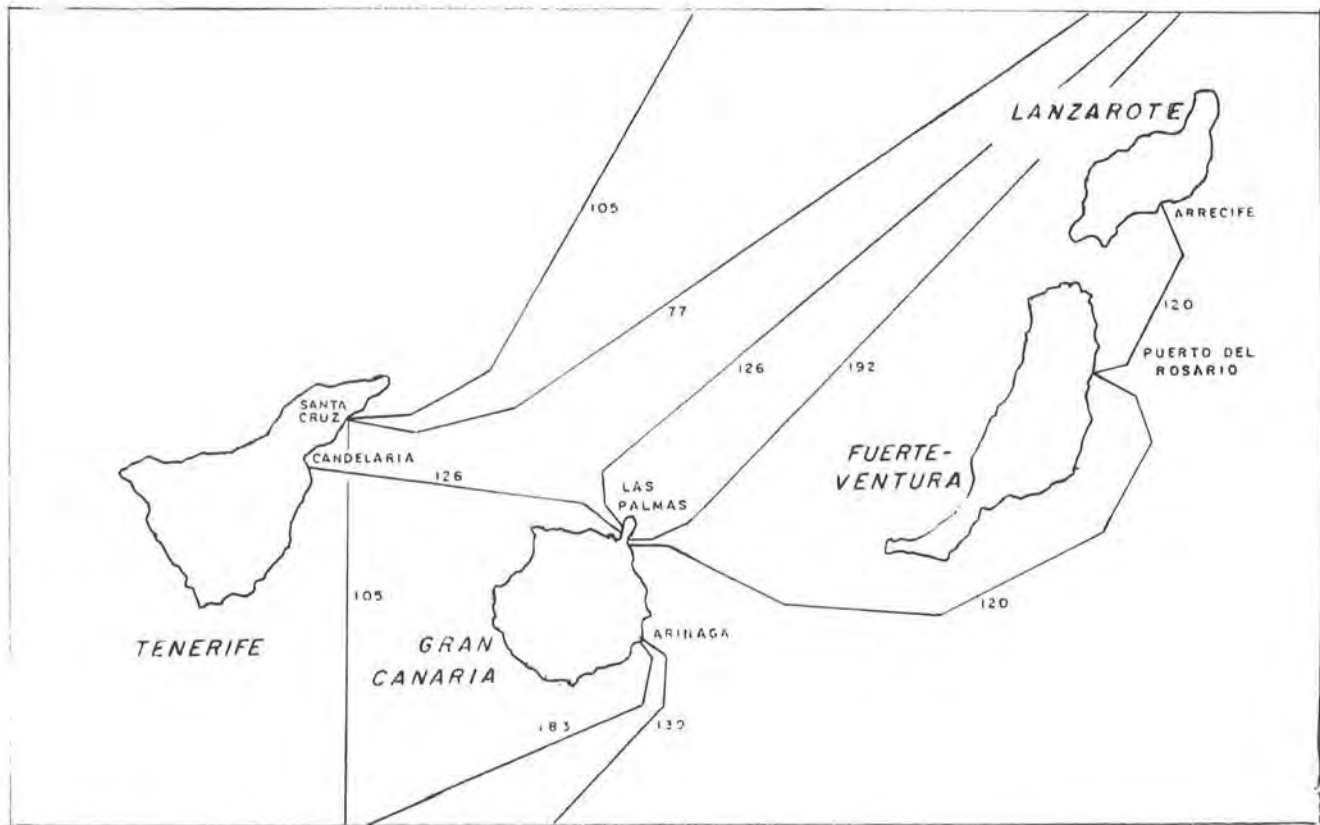 LANZAROTE
105
ARRECIFE
77
120
126
192
PUERTO DEL
ROSARIO
SANTA
CRUZ
CANDELARIA
126
FUERTE-
VENTURA
LAS
PALMAS
105
120
TENERIFE
GRAN
CANARIA
ARINAGA
183